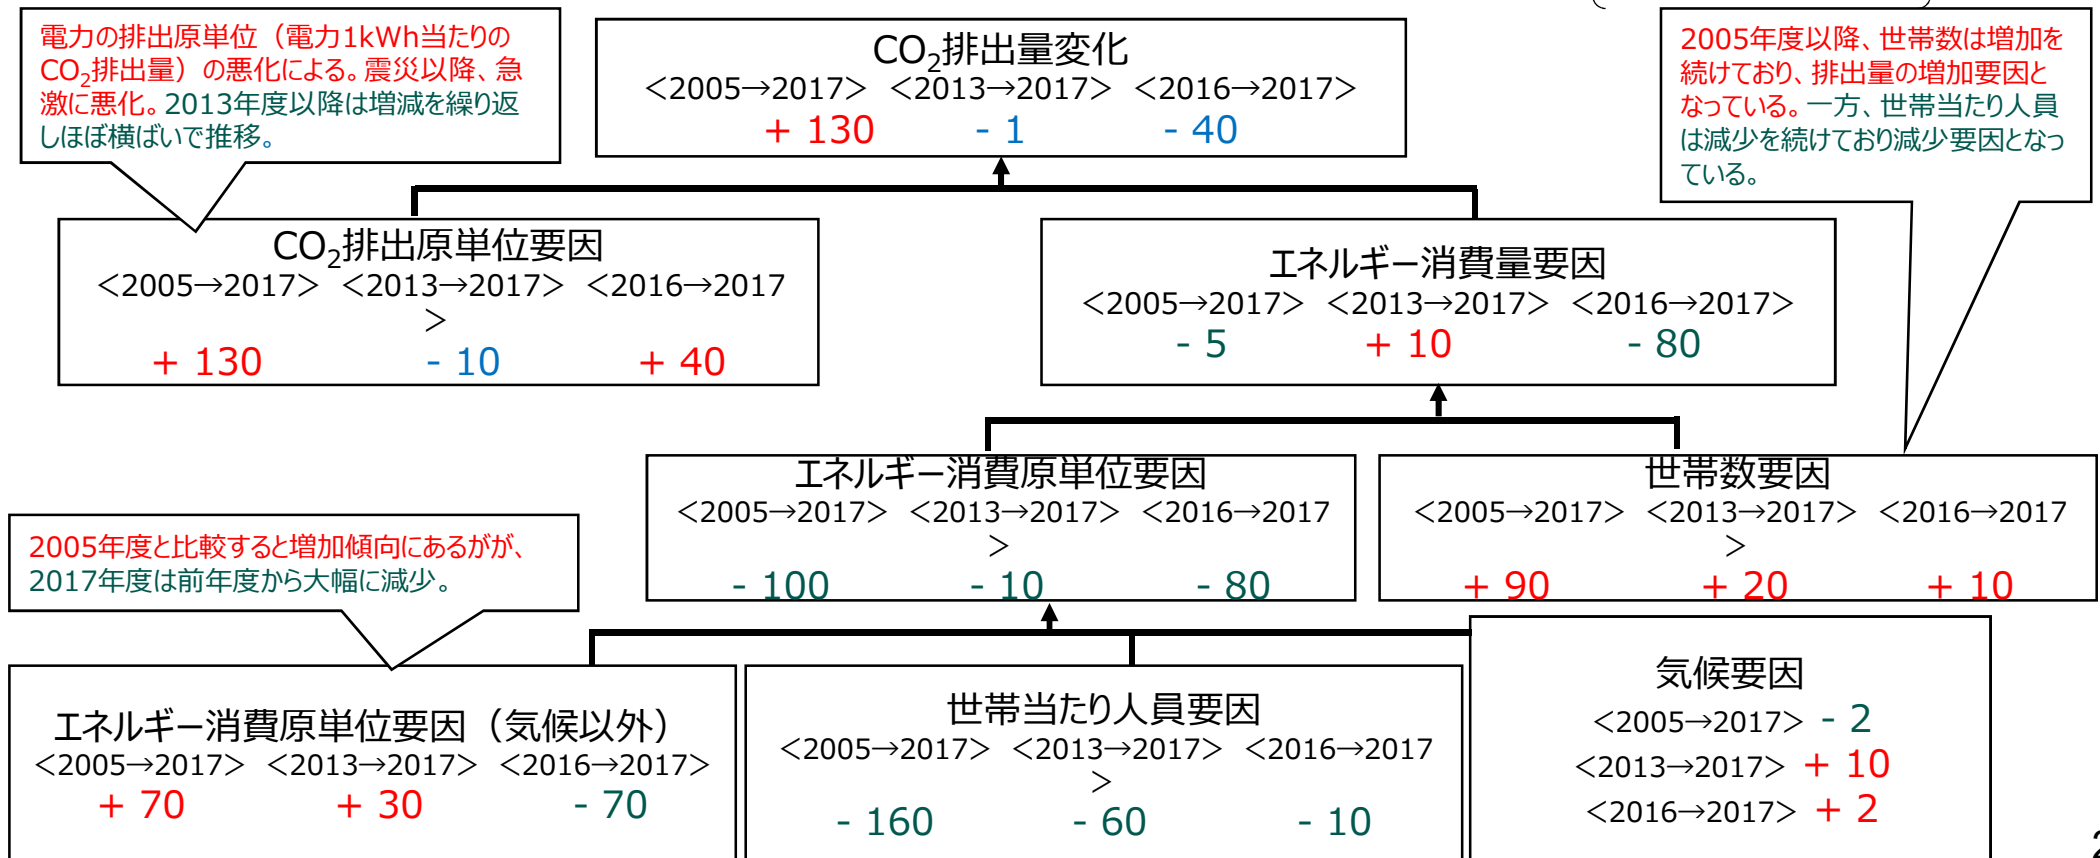 電力の排出原単位（電力1kWh当たりの
CO2排出量）の悪化による。震災以降、急
激に悪化。2013年度以降は増減を繰り返
しほぼ横ばいで推移。
CO2排出量変化
＜2005→2017＞ ＜2013→2017＞ ＜2016→2017＞
+ 130 - 1 - 40
2005年度以降、世帯数は増加を
続けており、排出量の増加要因と
なっている。一方、世帯当たり人員
は減少を続けており減少要因となっ
ている。
CO2排出原単位要因
＜2005→2017＞ ＜2013→2017＞ ＜2016→2017
＞
+ 130 - 10 + 40
エネルギー消費量要因
＜2005→2017＞ ＜2013→2017＞ ＜2016→2017＞
- 5 + 10 - 80
エネルギー消費原単位要因
＜2005→2017＞ ＜2013→2017＞ ＜2016→2017
＞
- 100 - 10 - 80
世帯数要因
＜2005→2017＞ ＜2013→2017＞ ＜2016→2017
＞
+ 90 + 20 + 10
2005年度と比較すると増加傾向にあるがが、
2017年度は前年度から大幅に減少。
エネルギー消費原単位要因（気候以外）
＜2005→2017＞ ＜2013→2017＞ ＜2016→2017＞
+ 70 + 30 - 70
世帯当たり人員要因
＜2005→2017＞ ＜2013→2017＞ ＜2016→2017
＞
- 160 - 60 - 10
気候要因
＜2005→2017＞ - 2
＜2013→2017＞ + 10
＜2016→2017＞ + 2